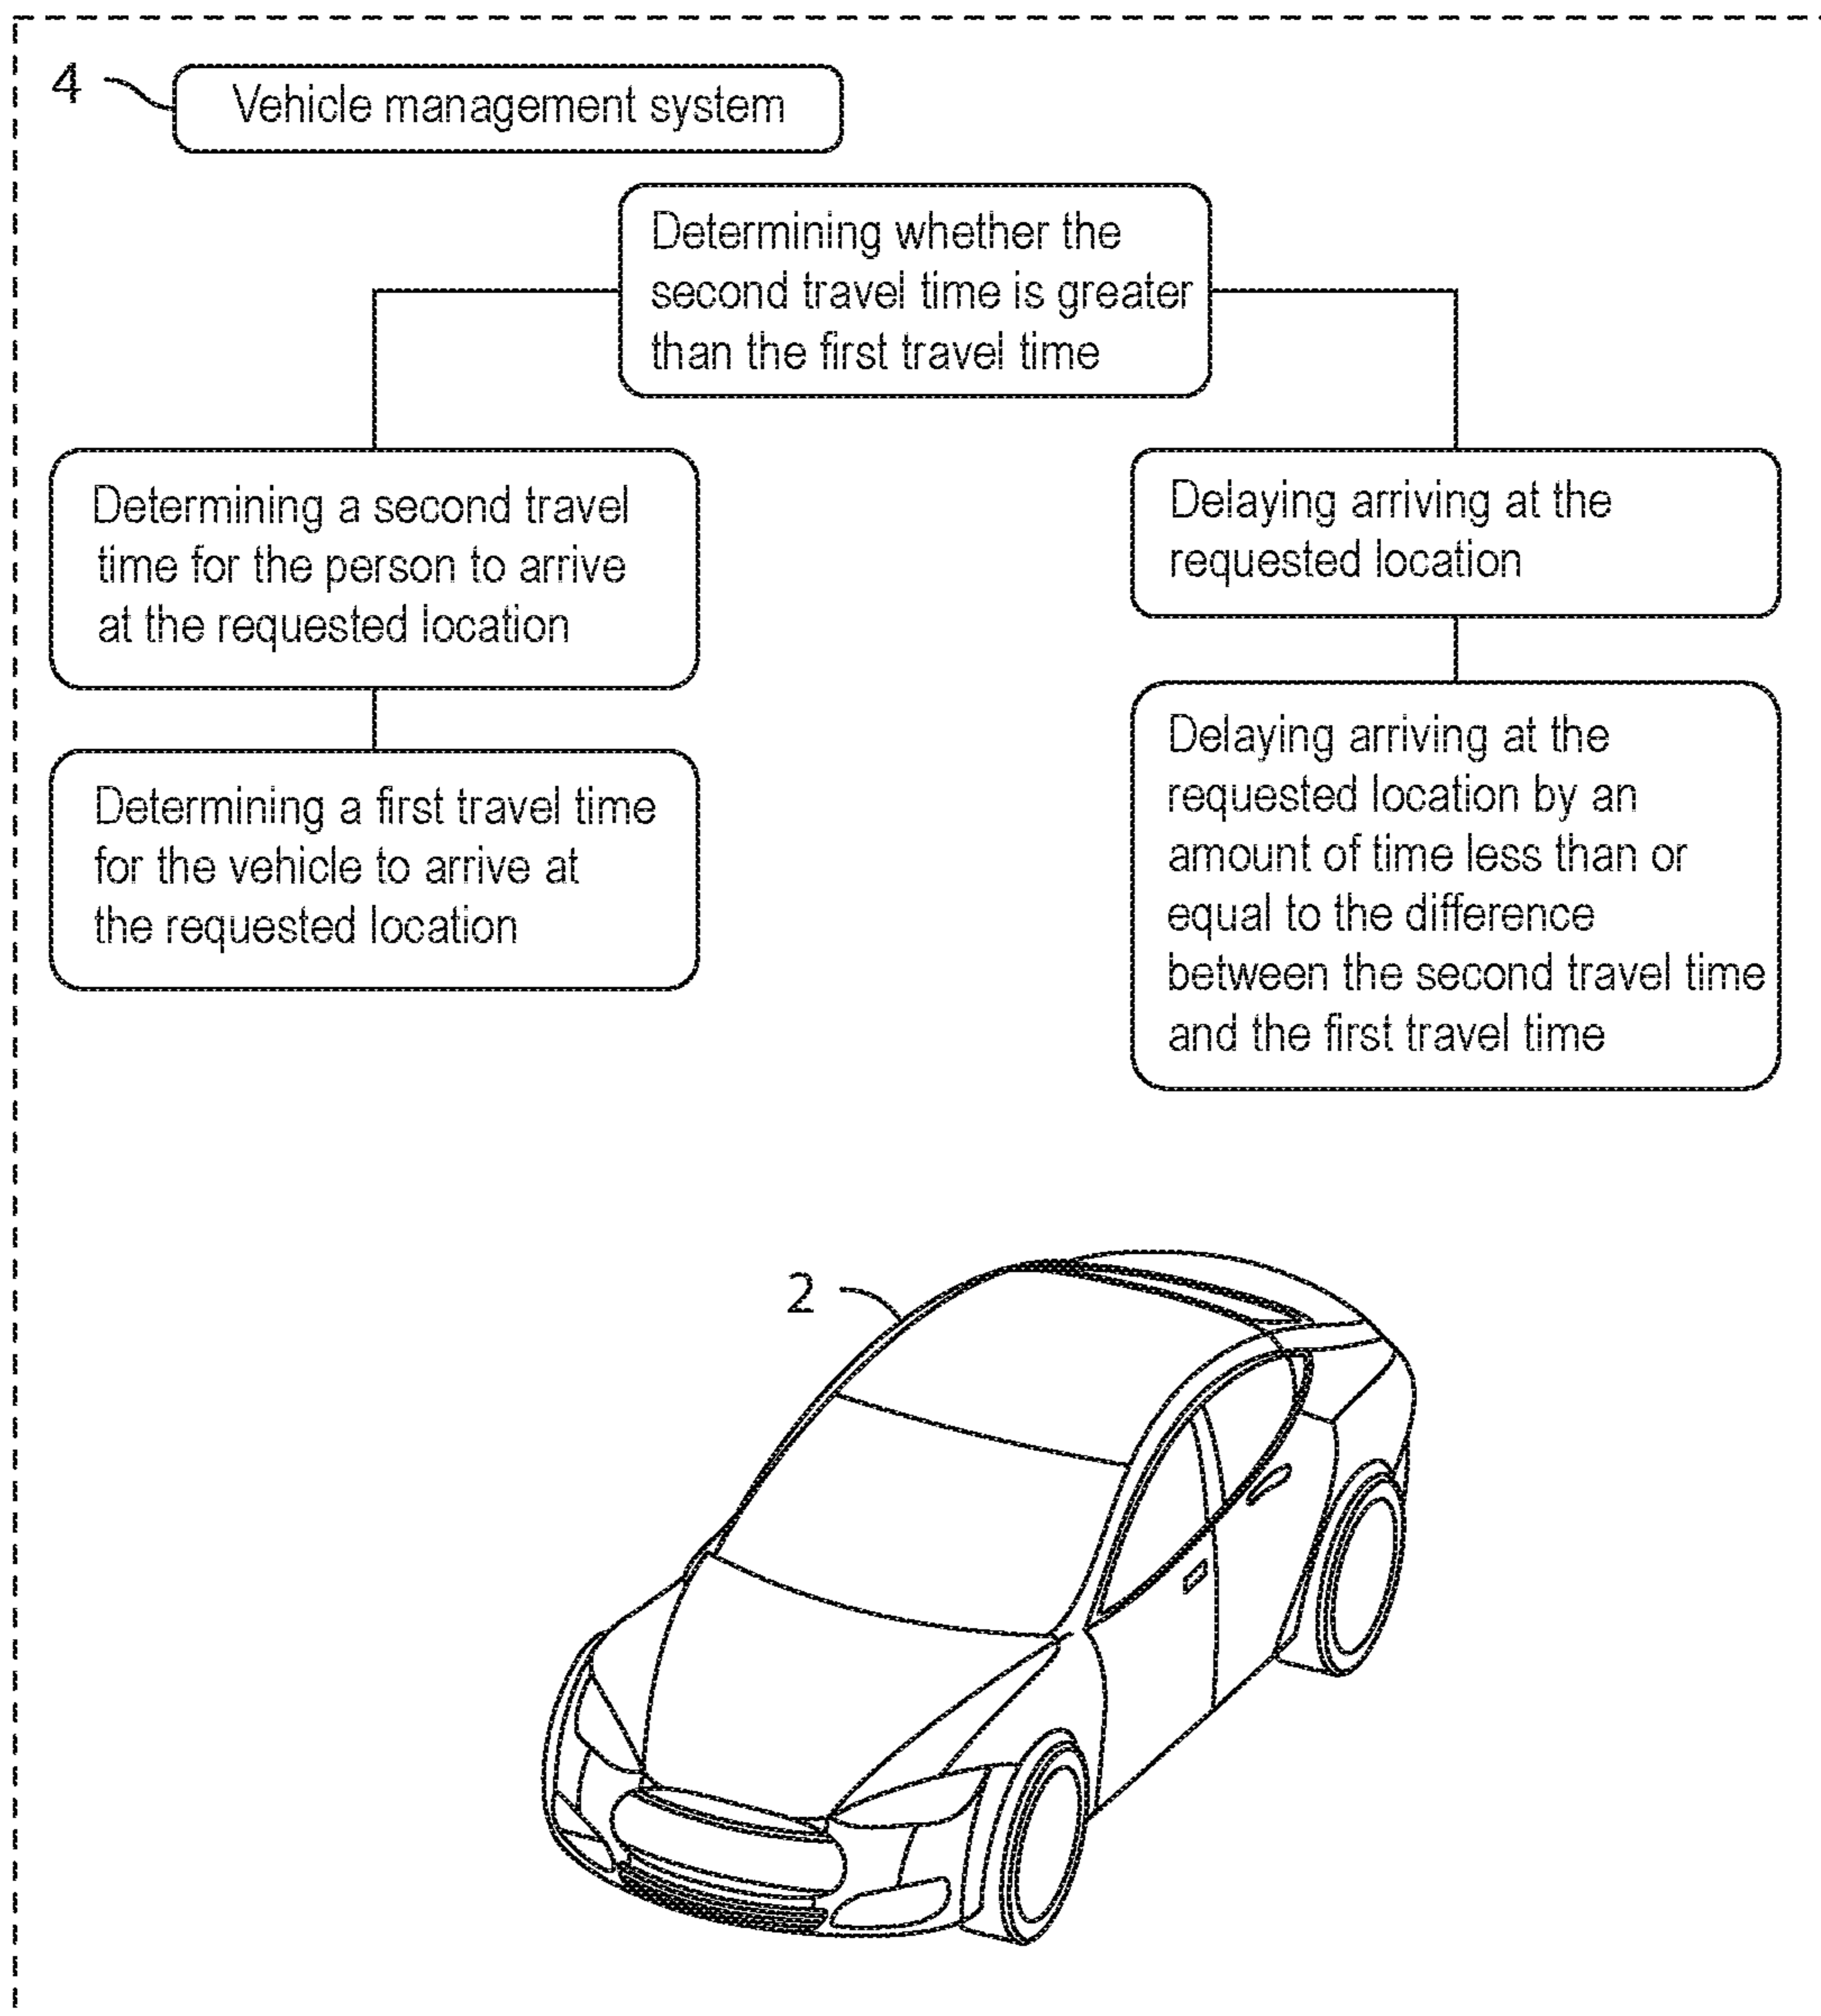 4
Vehicle management system
Determining whether the
second travel time is greater
than the first travel time
Determining a second travel
time for the person to arrive
at the requested location
Determining a first travel time
for the vehicle to arrive at
the requested location
Delaying arriving at the
requested location
Delaying arriving at the
requested location by an
amount of time less than or
equal to the difference
between the second travel time
and the first travel time
2